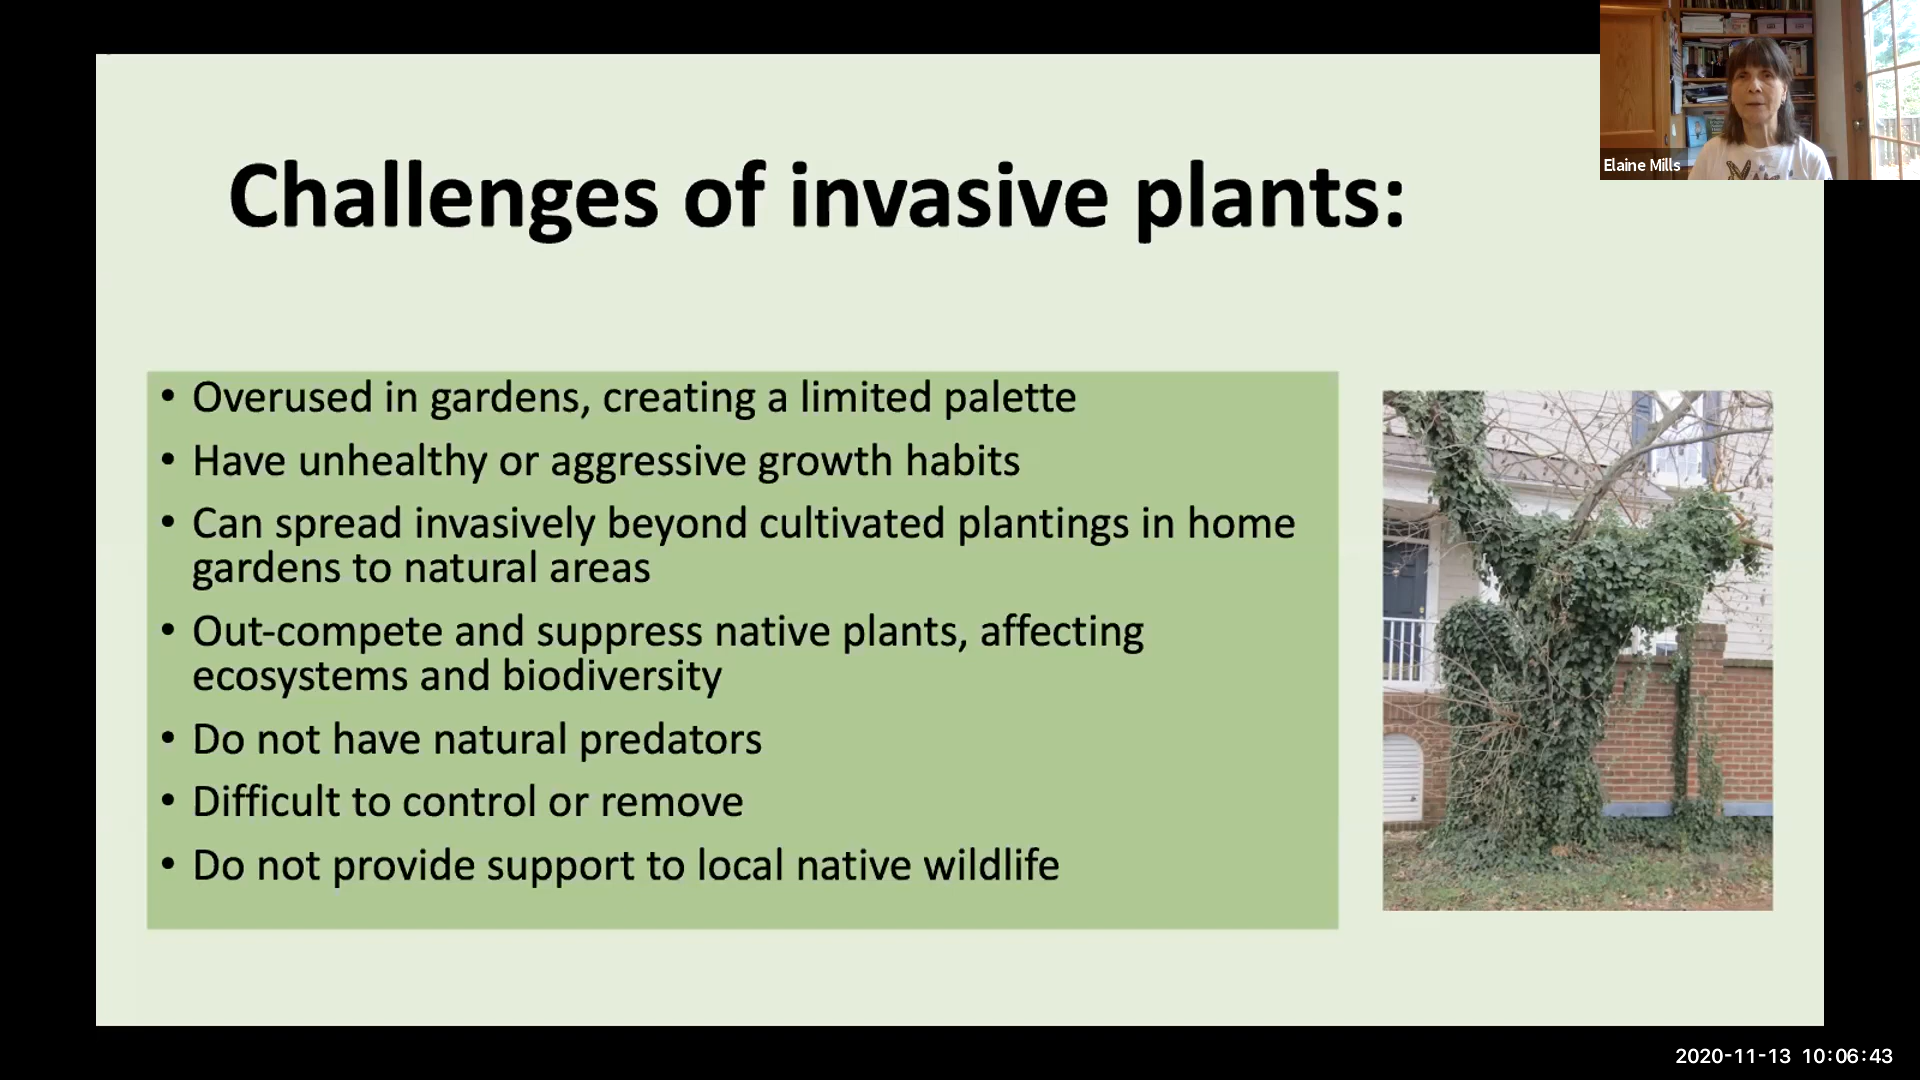 Elaine Mills
Challenges of invasive plants:
• Overused in gardens, creating a limited palette
• Have unhealthy or aggressive growth habits
• Can spread invasively beyond cultivated plantings in home
gardens to natural areas
• Out-compete and suppress native plants, affecting
ecosystems and biodiversity
• Do not have natural predators
• Difficult to control or remove
• Do not provide support to local native wildlife
2020-11-13 10:06:43